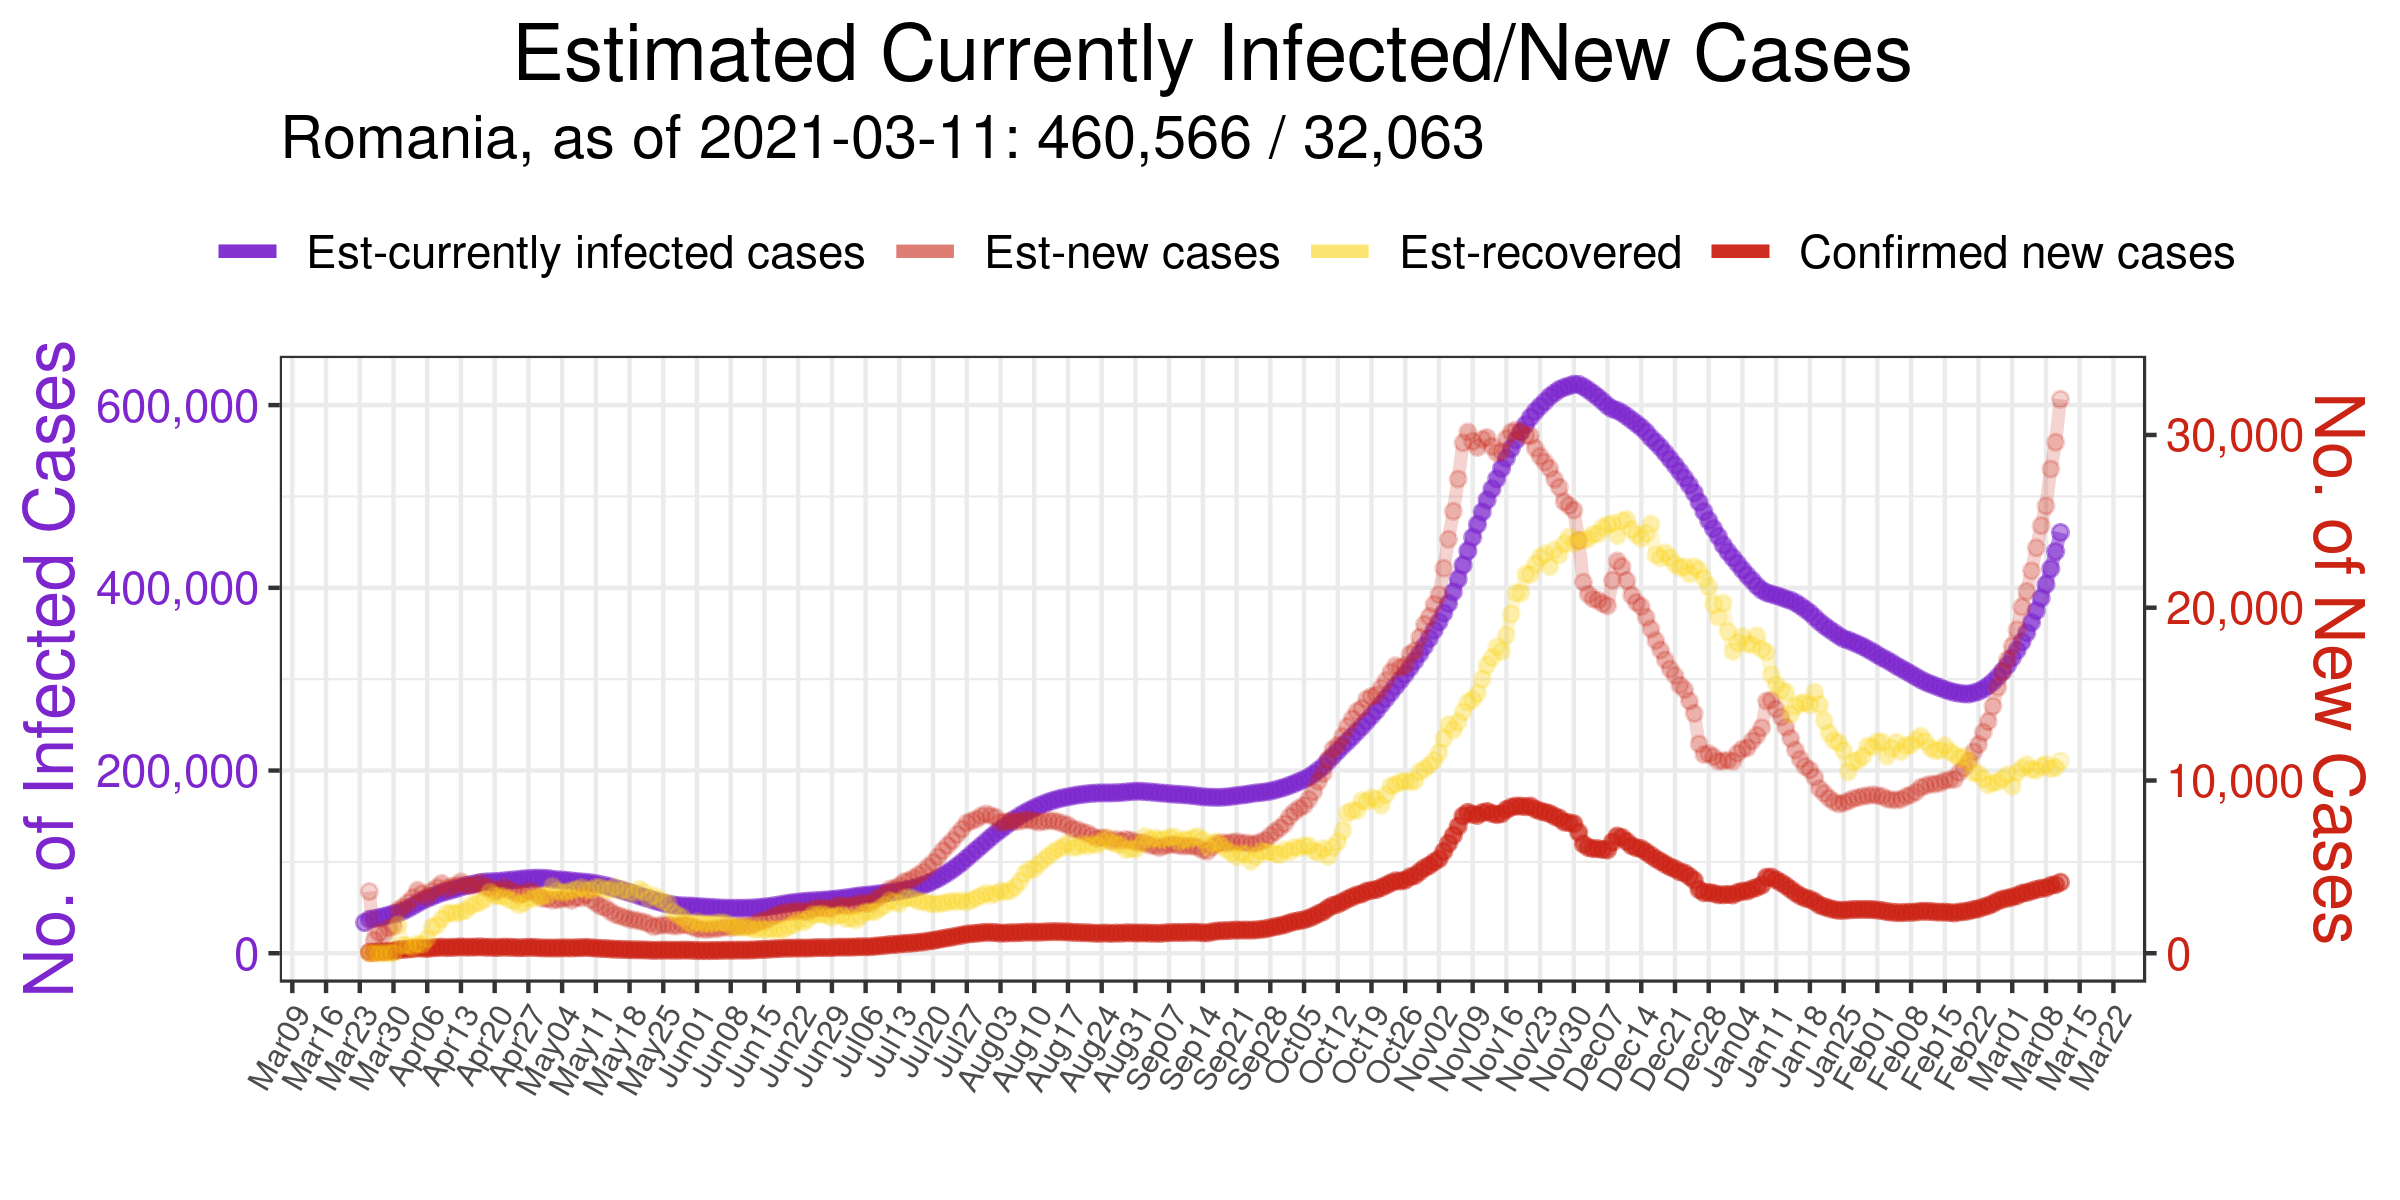 Estimated Currently Infected/New Cases
Romania, as of 2021-03-11: 460,566 / 32,063
Est-currently infected cases Est-new cases Est-recovered Confirmed new cases
No. of Infected Cases
600,000
400,000
200,000
0
30,000
20,000
10,000
0
No. of New Cases
Mar09 Mar16 Mar23 Mar30 Apr06 Apr13 Apr20 Apr27 May04 May11 May18 May25 Jun01 Jun08 Jun15 Jun22 Jun29 Jul06 Jul13 Jul20 Jul27 Aug03 Aug10 Aug17 Aug24 Aug31 Sep07 Sep14 Sep21 Sep28 Oct05 Oct12 Oct19 Oct26 Nov02 Nov09 Nov16 Nov23 Nov30 Dec07 Dec14 Dec21 Dec28 Jan04 Jan11 Jan18 Jan25 Feb01 Feb08 Feb15 Feb22 Mar01 Mar08 Mar15 Mar22